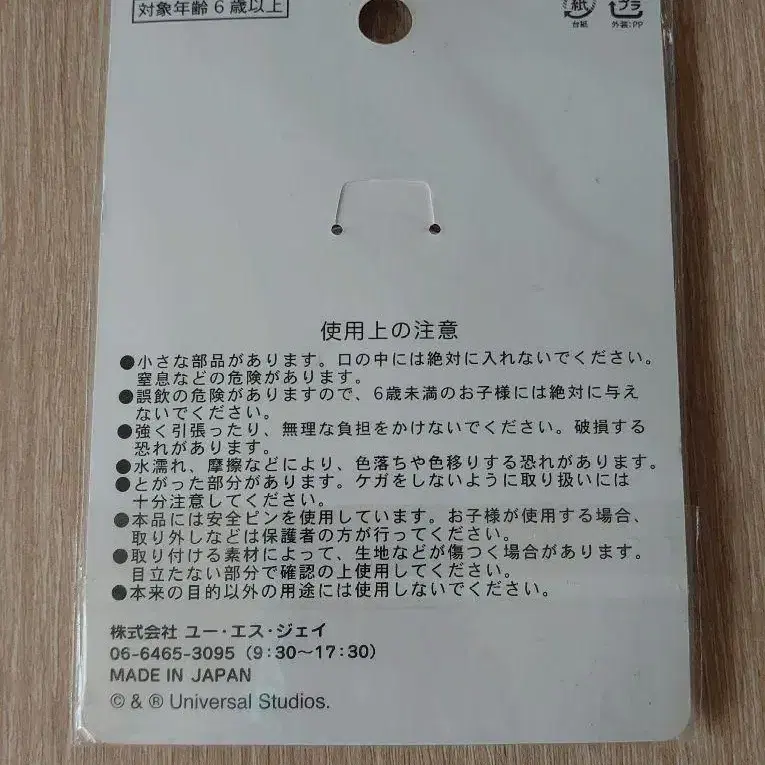 対象年齢6歳以上
紙
台紙
プラ
外装:PP
使用上の注意
●小さな部品があります。口の中には絶対に入れないでください。
窒息などの危険があります。
●誤飲の危険がありますので、6歳未満のお子様には絶対に与え
ないでください。
●強く引張ったり、無理な負担をかけないでください。破損する
恐れがあります。
●水濡れ、摩擦などにより、色落ちや色移りする恐れがあります。
●とがった部分があります。ケガをしないように取り扱いには
十分注意してください。
●本品には安全ピンを使用しています。お子様が使用する場合、
取り外しなどは保護者の方が行ってください。
●取り付ける素材によって、生地などが傷つく場合があります。
目立たない部分で確認の上使用してください。
●本来の目的以外の用途には使用しないでください。
株式会社 ユー・エス・ジェイ
06-6465-3095 (9:30~17:30)
MADE IN JAPAN
© & ® Universal Studios.